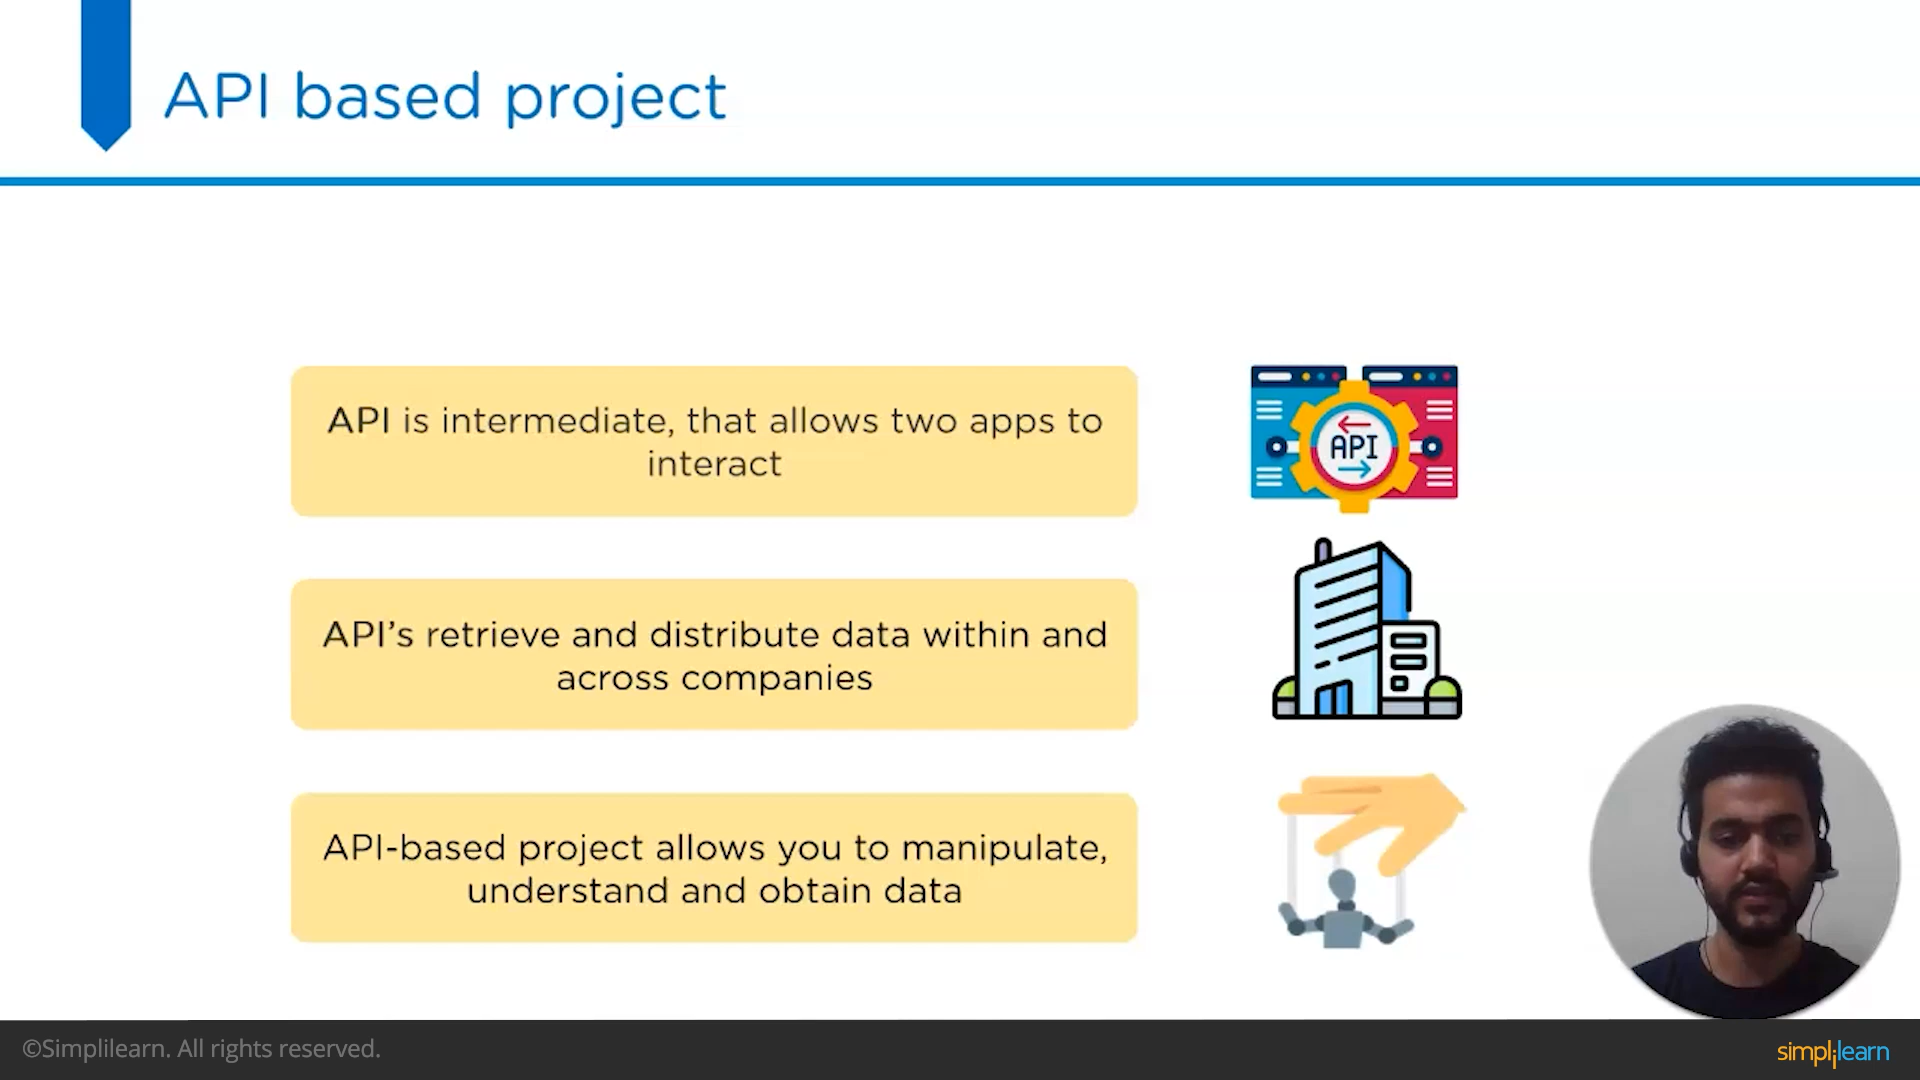 API based project
API is intermediate, that allows two apps to
interact
API
API's retrieve and distribute data within and
across companies
API-based project allows you to manipulate,
understand and obtain data
©Simplilearn. All rights reserved.
simplilearn